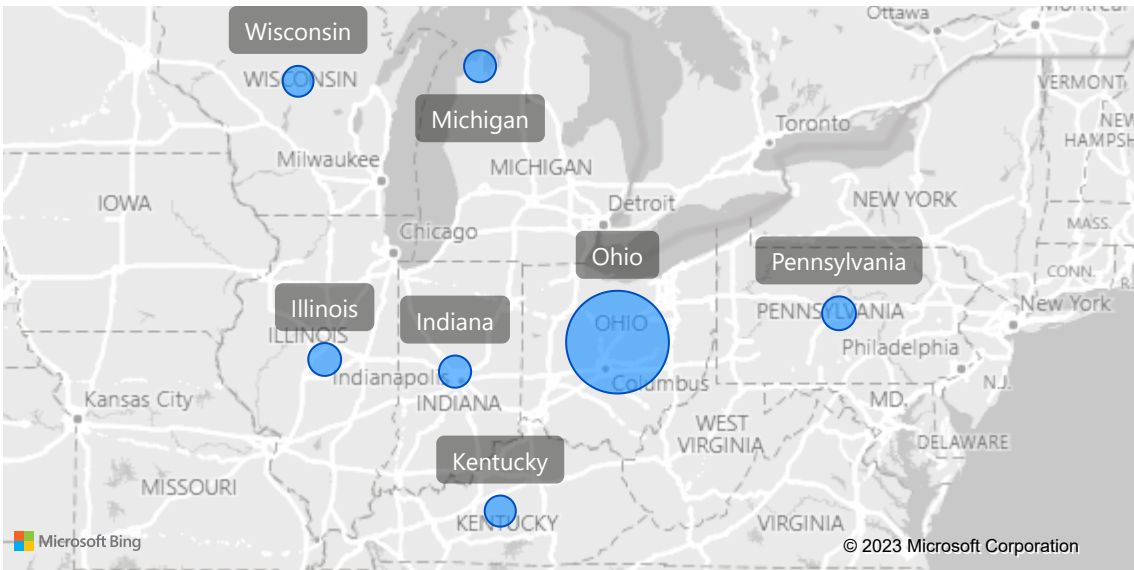 Ottawa
Montreal
Wisconsin
WISCONSIN
VERMONT
Michigan
NEW
HAMPSH
Toronto
Milwaukee
MICHIGAN
IOWA
Detroit
NEW YORK
MASS.
Chicago
Ohio
Pennsylvania
CONN.
R.
Illinois
Indiana
ILLINOIS
OHIO
PENNSYLVANIA
New York
Philadelphia
Indianapolis
Columbus
N.J.
Kansas City
INDIANA
MD.
WEST
VIRGINIA
DELAWARE
Kentucky
MISSOURI
KENTUCKY
VIRGINIA
Microsoft Bing
© 2023 Microsoft Corporation